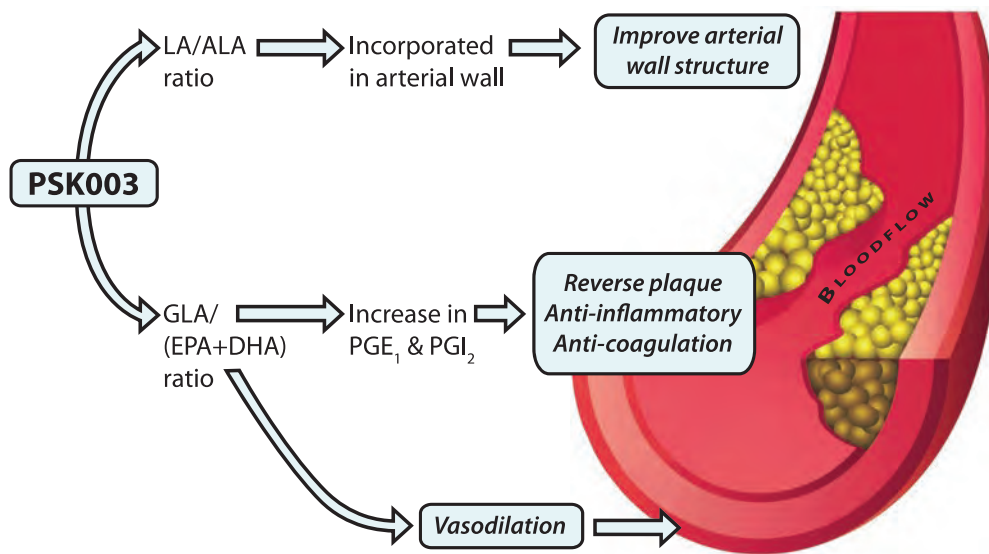 LA/ALA
ratio
Incorporated
in arterial wall
Improve arterial
wall structure
PSK003
BLOODFLOW
GLA/
(EPA+DHA)
ratio
Increase in
PGE₁ & PGI₂
Reverse plaque
Anti-inflammatory
Anti-coagulation
Vasodilation